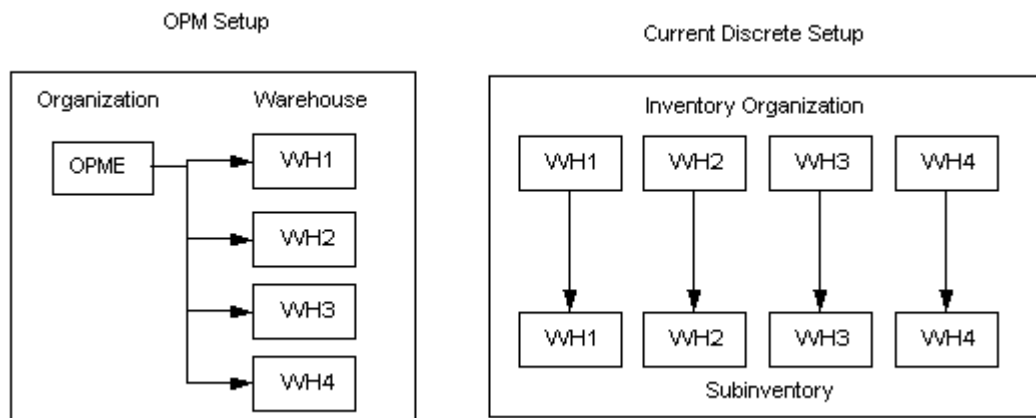 OPM Setup
Organization
Warehouse
OPME
WH1
WH2
WH3
WH4
Current Discrete Setup
Inventory Organization
WH1 WH2 WH3 WH4
WH1 WH2 WH3 WH4
Subinventory